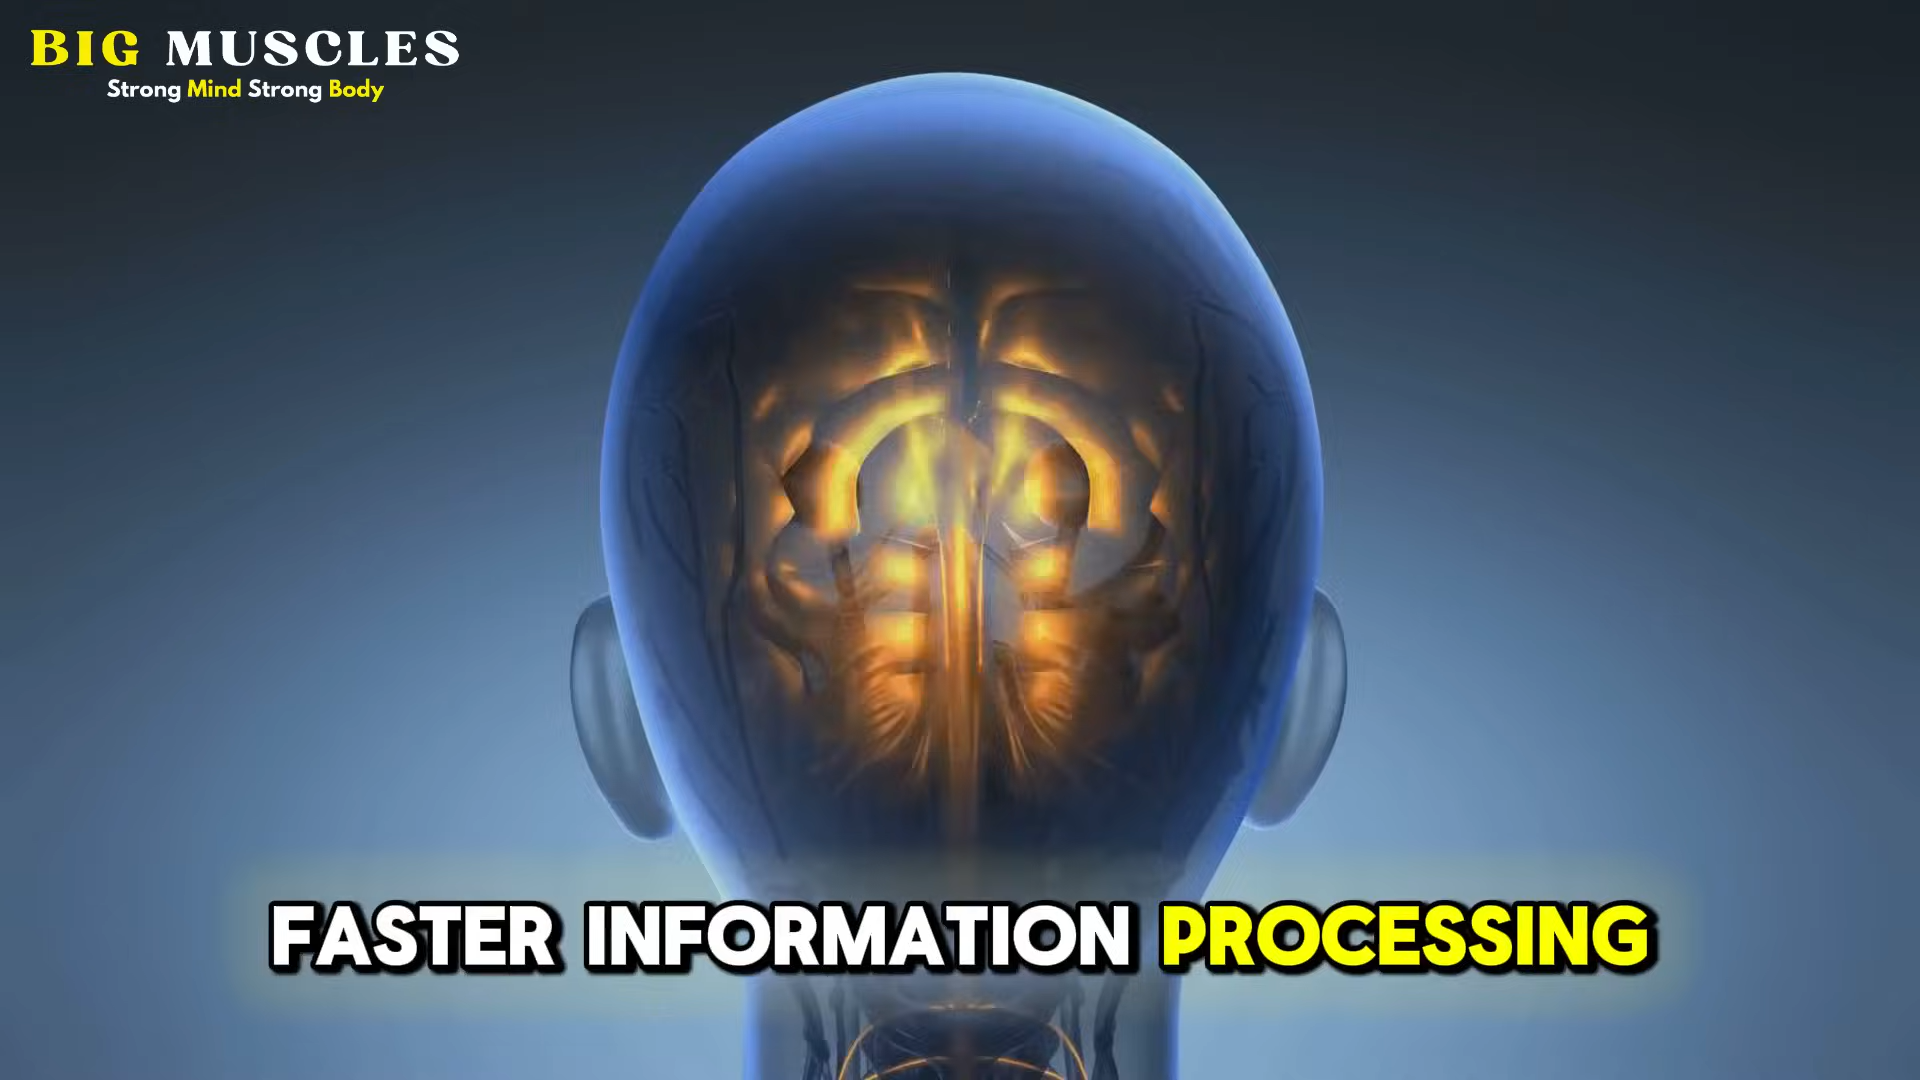 BIG MUSCLES
Strong Mind Strong Body
FASTER INFORMATION PROCESSING